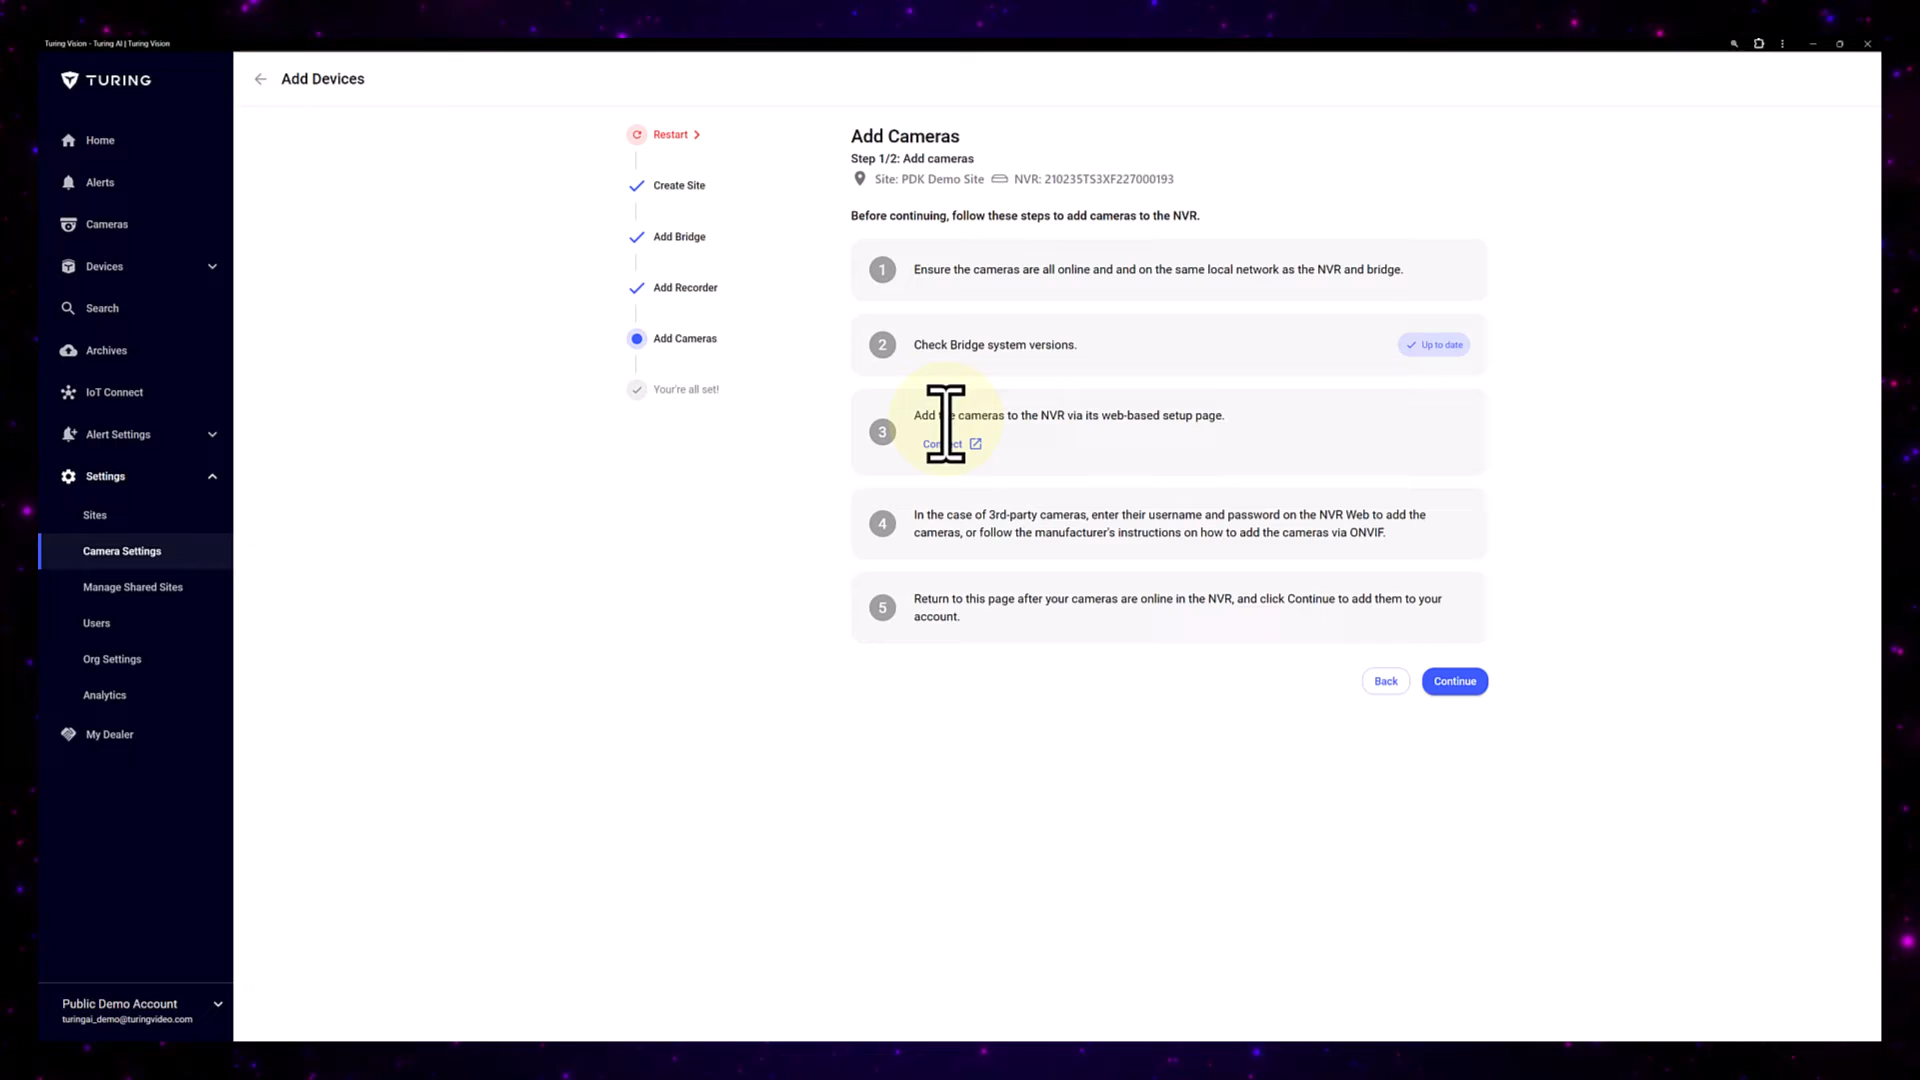 Turing Vision - Turing AI | Turing Vision
TURING
Home
Alerts
Cameras
Devices
Search
Archives
IoT Connect
Alert Settings
Settings
Sites
Camera Settings
Manage Shared Sites
Users
Org Settings
Analytics
My Dealer
Public Demo Account
turingai_demo@turingvideo.com
Add Devices
Restart
Create Site
Add Bridge
Add Recorder
Add Cameras
You're all set!
Add Cameras
Step 1/2: Add cameras
Site: PDK Demo Site NVR: 210235TS3XF227000193
Before continuing, follow these steps to add cameras to the NVR.
1 Ensure the cameras are all online and and on the same local network as the NVR and bridge.
2 Check Bridge system versions. Up to date
3 Add the cameras to the NVR via its web-based setup page.
Connect
4 In the case of 3rd-party cameras, enter their username and password on the NVR Web to add the
cameras, or follow the manufacturer's instructions on how to add the cameras via ONVIF.
5 Return to this page after your cameras are online in the NVR, and click Continue to add them to your
account.
Back Continue